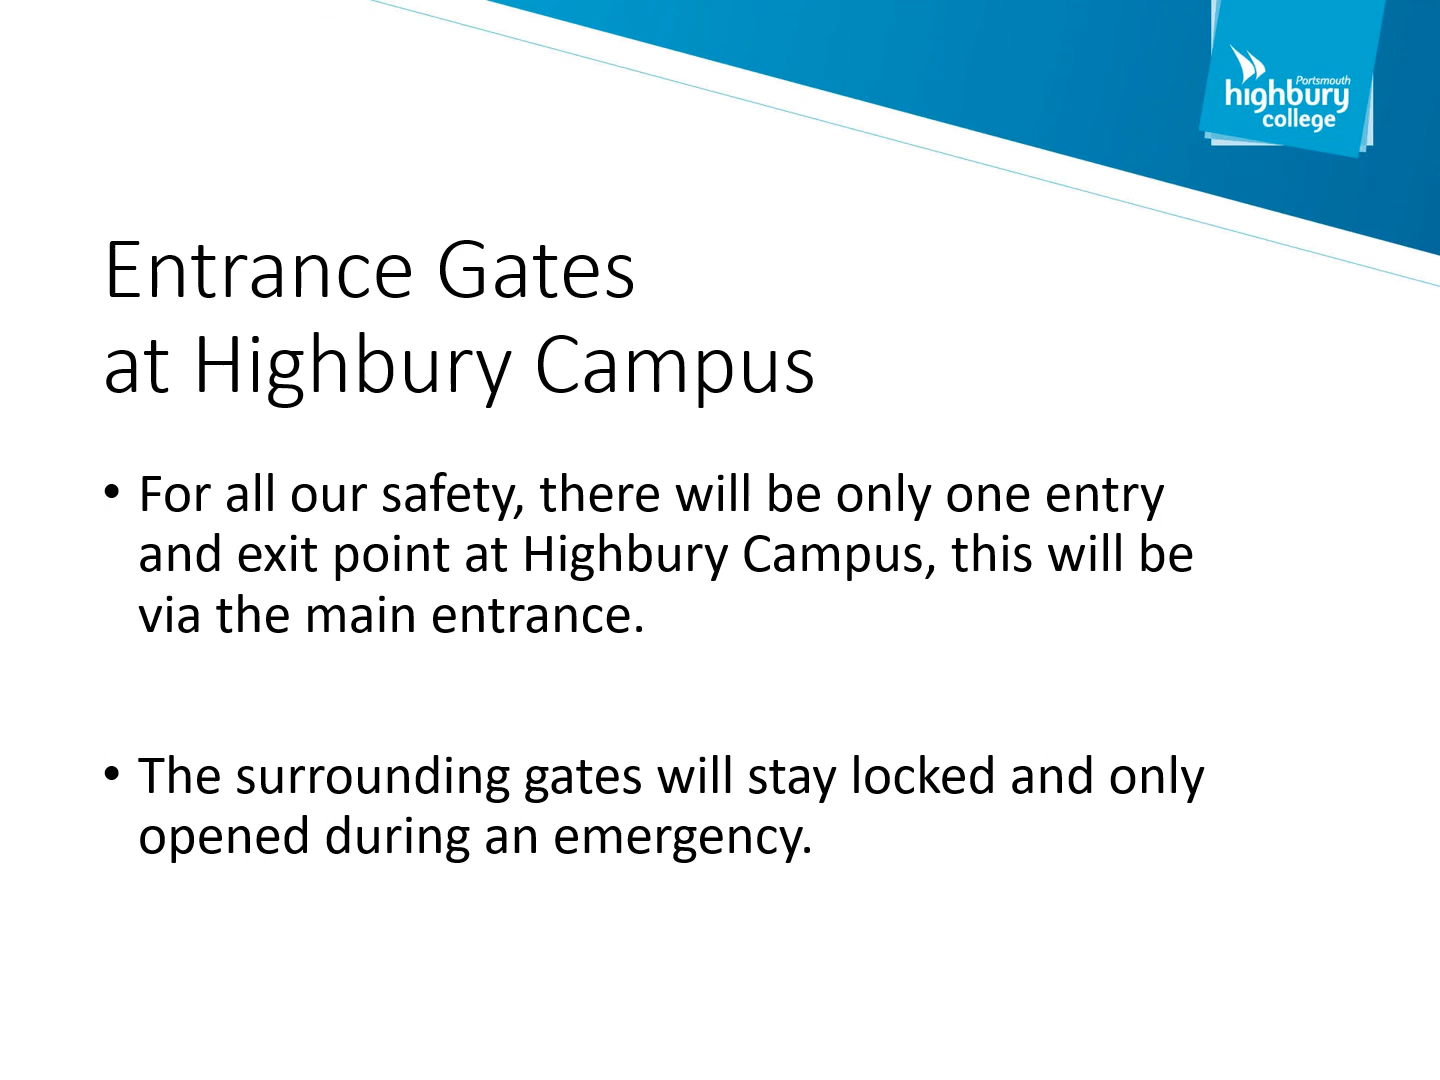 Portsmouth
highbury
college
Entrance Gates
at Highbury Campus
• For all our safety, there will be only one entry
and exit point at Highbury Campus, this will be
via the main entrance.
• The surrounding gates will stay locked and only
opened during an emergency.